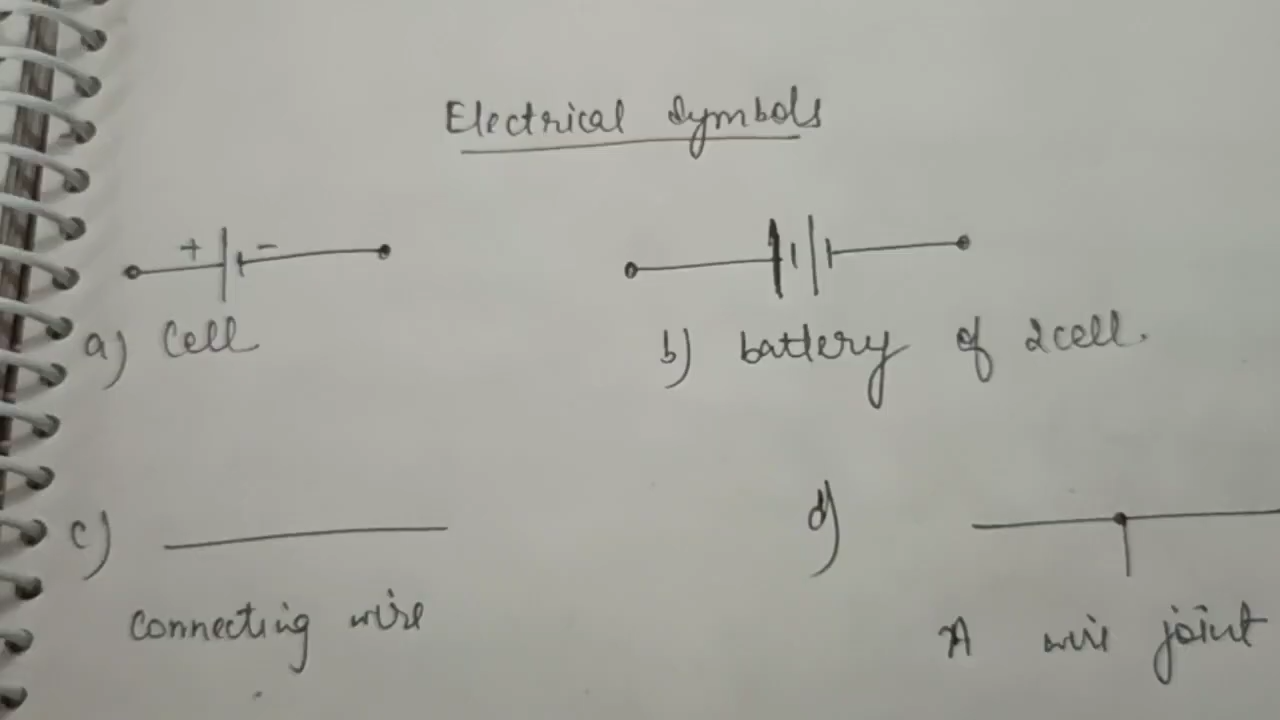 Electrical Symbols
+ -
a) Cell
b) battery of 2cell.
c)
connecting wire
d)
A wire joint